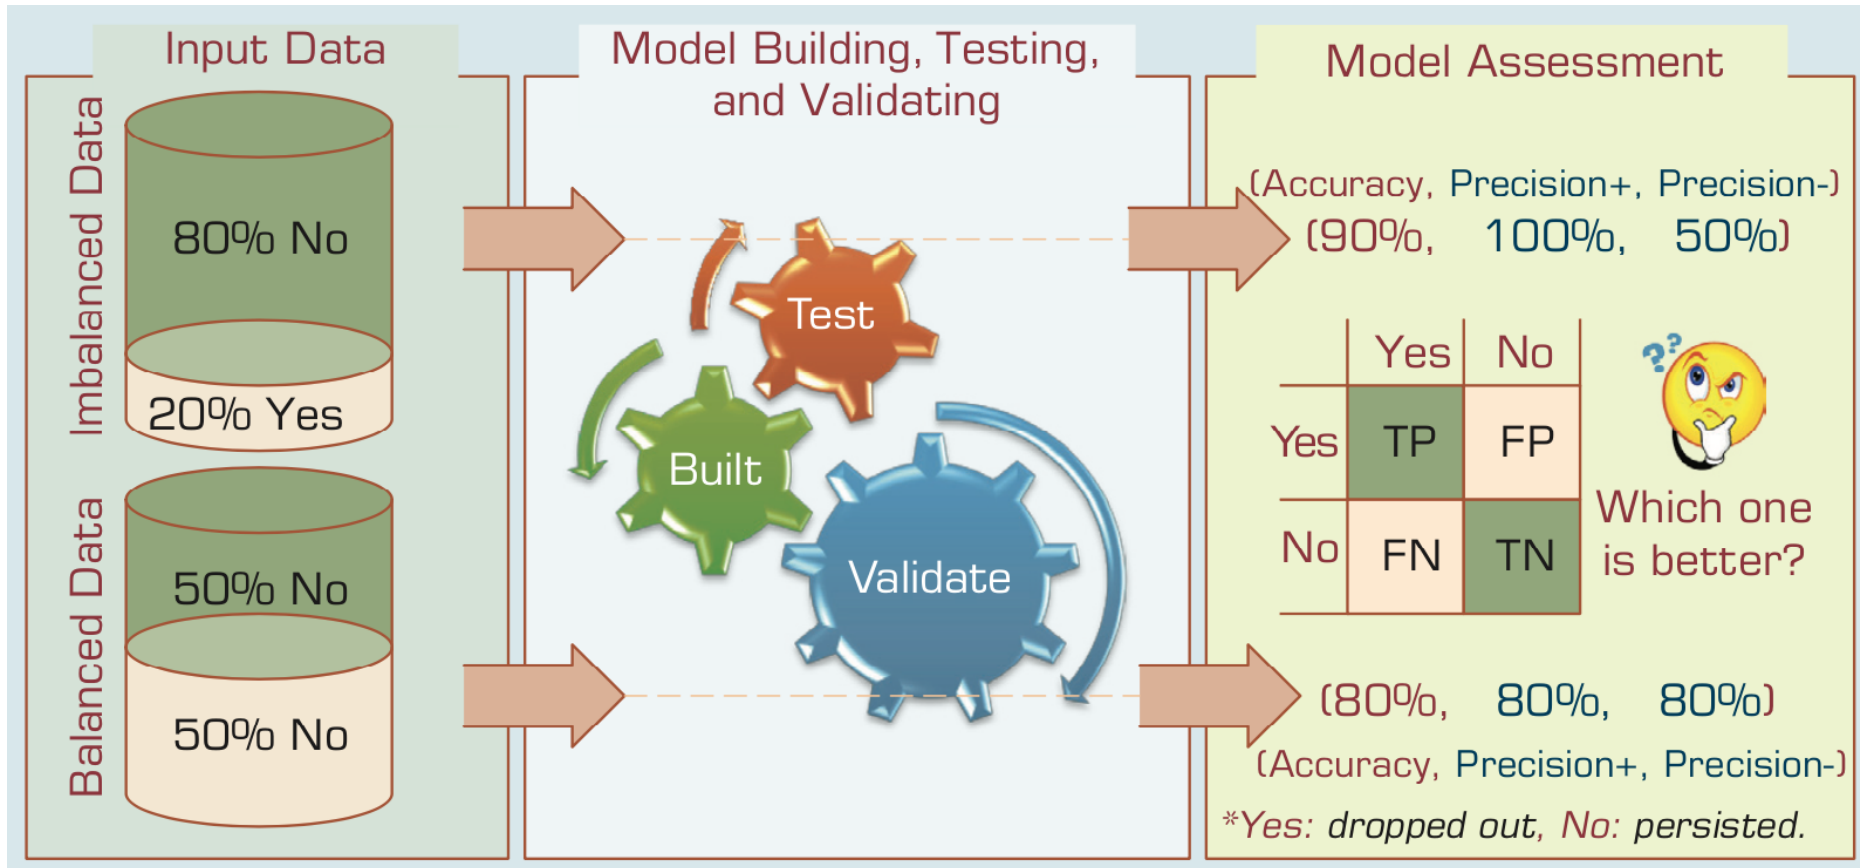 Input Data
Imbalanced Data
80% No
20% Yes
Balanced Data
50% No
50% No
Model Building, Testing,
and Validating
Test
Built
Validate
Model Assessment
(Accuracy, Precision+, Precision-)
(90%, 100%, 50%)
Yes No
Yes TP FP
No FN TN
??
Which one
is better?
(80%, 80%, 80%)
(Accuracy, Precision+, Precision-)
*Yes: dropped out, No: persisted.